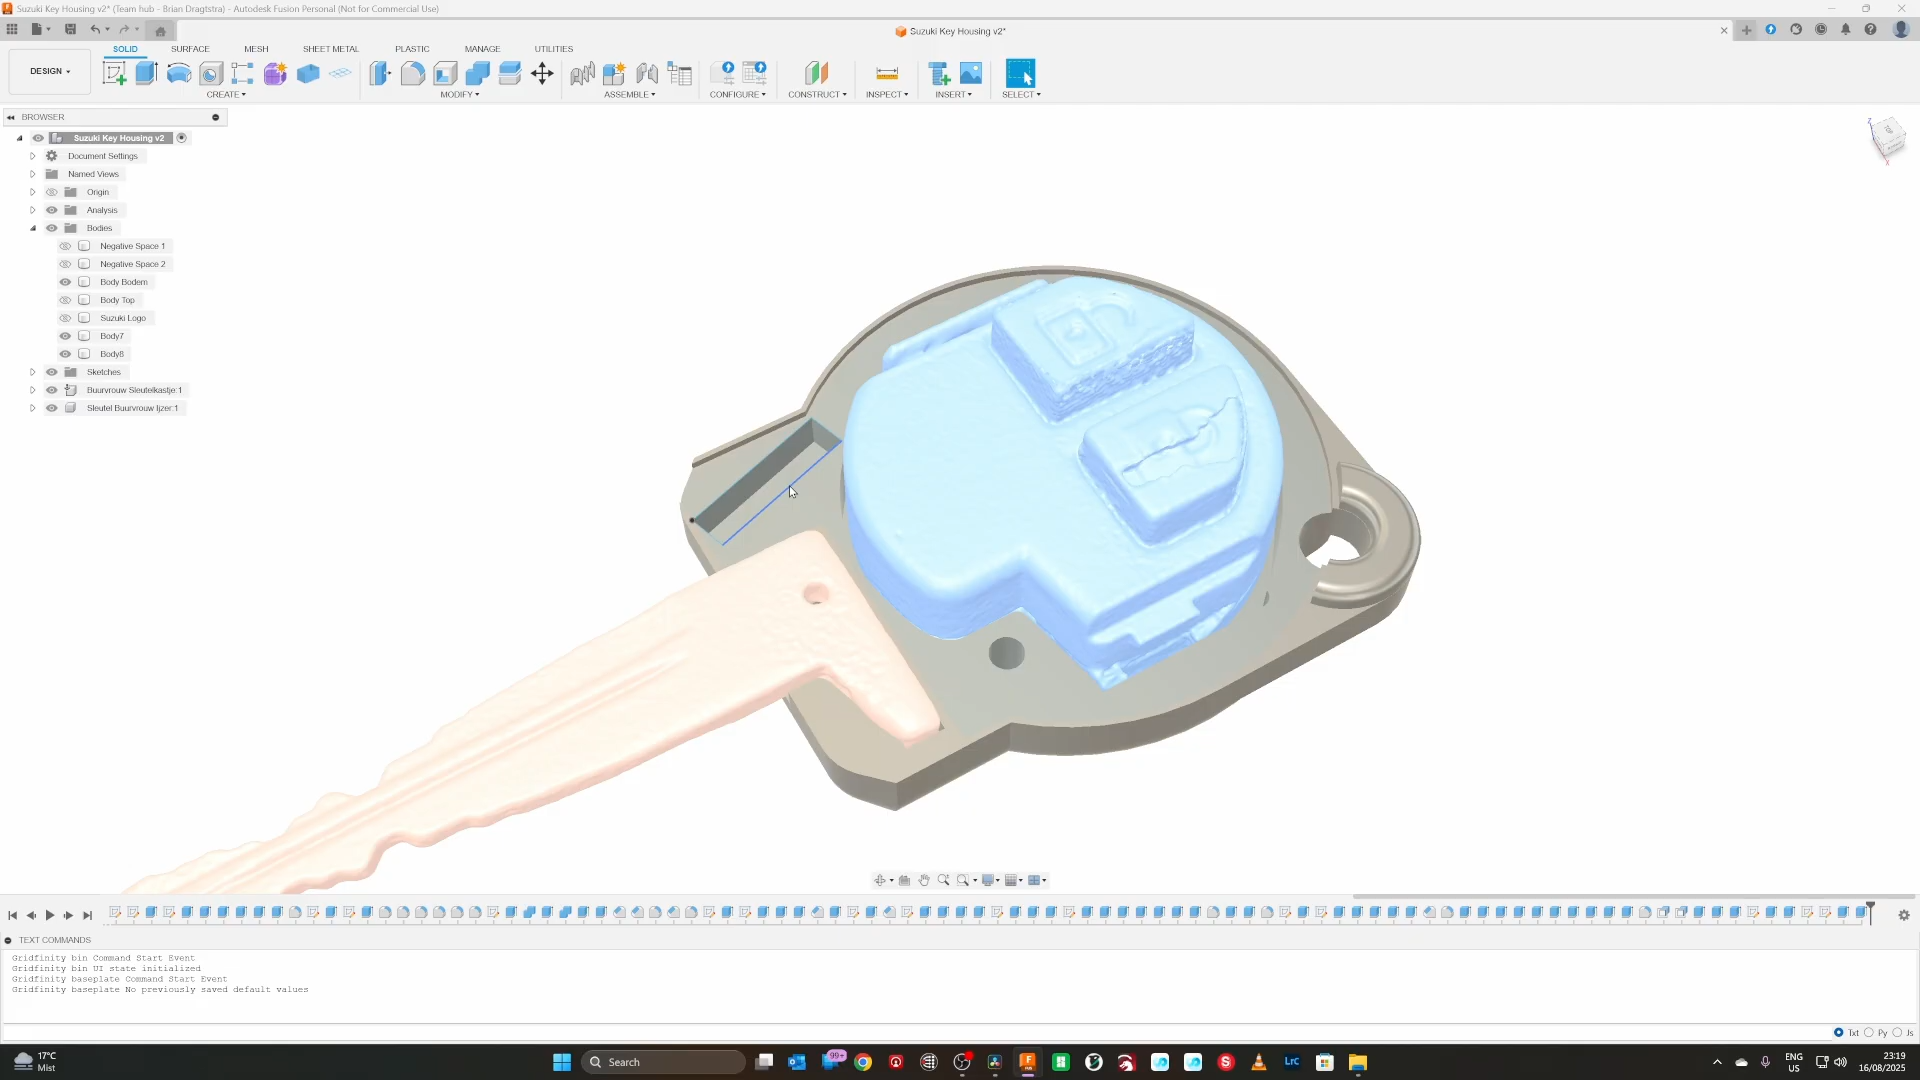 Suzuki Key Housing v2* (Team hub - Brian Dragtstra) - Autodesk Fusion Personal (Not for Commercial Use)
Suzuki Key Housing v2*
SOLID SURFACE MESH SHEET METAL PLASTIC MANAGE UTILITIES
DESIGN
CREATE MODIFY ASSEMBLE CONFIGURE CONSTRUCT INSPECT INSERT SELECT
BROWSER
Suzuki Key Housing v2
Document Settings
Named Views
Origin
Analysis
Bodies
Negative Space 1
Negative Space 2
Body Bodem
Body Top
Suzuki Logo
Body7
Body8
Sketches
Buurvrouw Sleutelkastje:1
Sleutel Buurvrouw Ijzer:1
TEXT COMMANDS
Gridfinity bin Command Start Event
Gridfinity bin UI state initialized
Gridfinity baseplate Command Start Event
Gridfinity baseplate No previously saved default values
Txt Py Js
17°C
Mist
Search
99+
LrC
ENG
US
23:19
16/08/2025